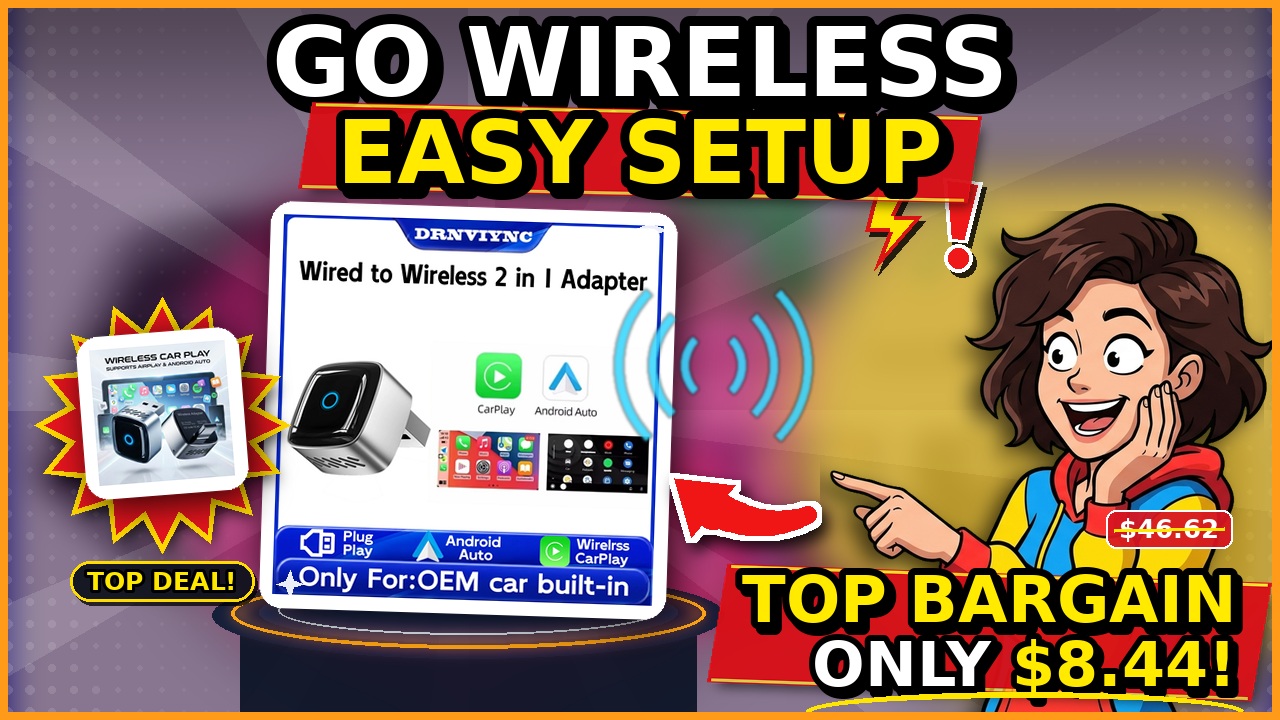 GO WIRELESS
EASY SETUP
DRNVIYNC
Wired to Wireless 2 in 1 Adapter
WIRELESS CAR PLAY
SUPPORTS AIRPLAY & ANDROID AUTO
CarPlay
Android Auto
Plug
Play
Android
Auto
Wirelrss
CarPlay
Only For:OEM car built-in
TOP DEAL!
$46.62
TOP BARGAIN
ONLY $8.44!